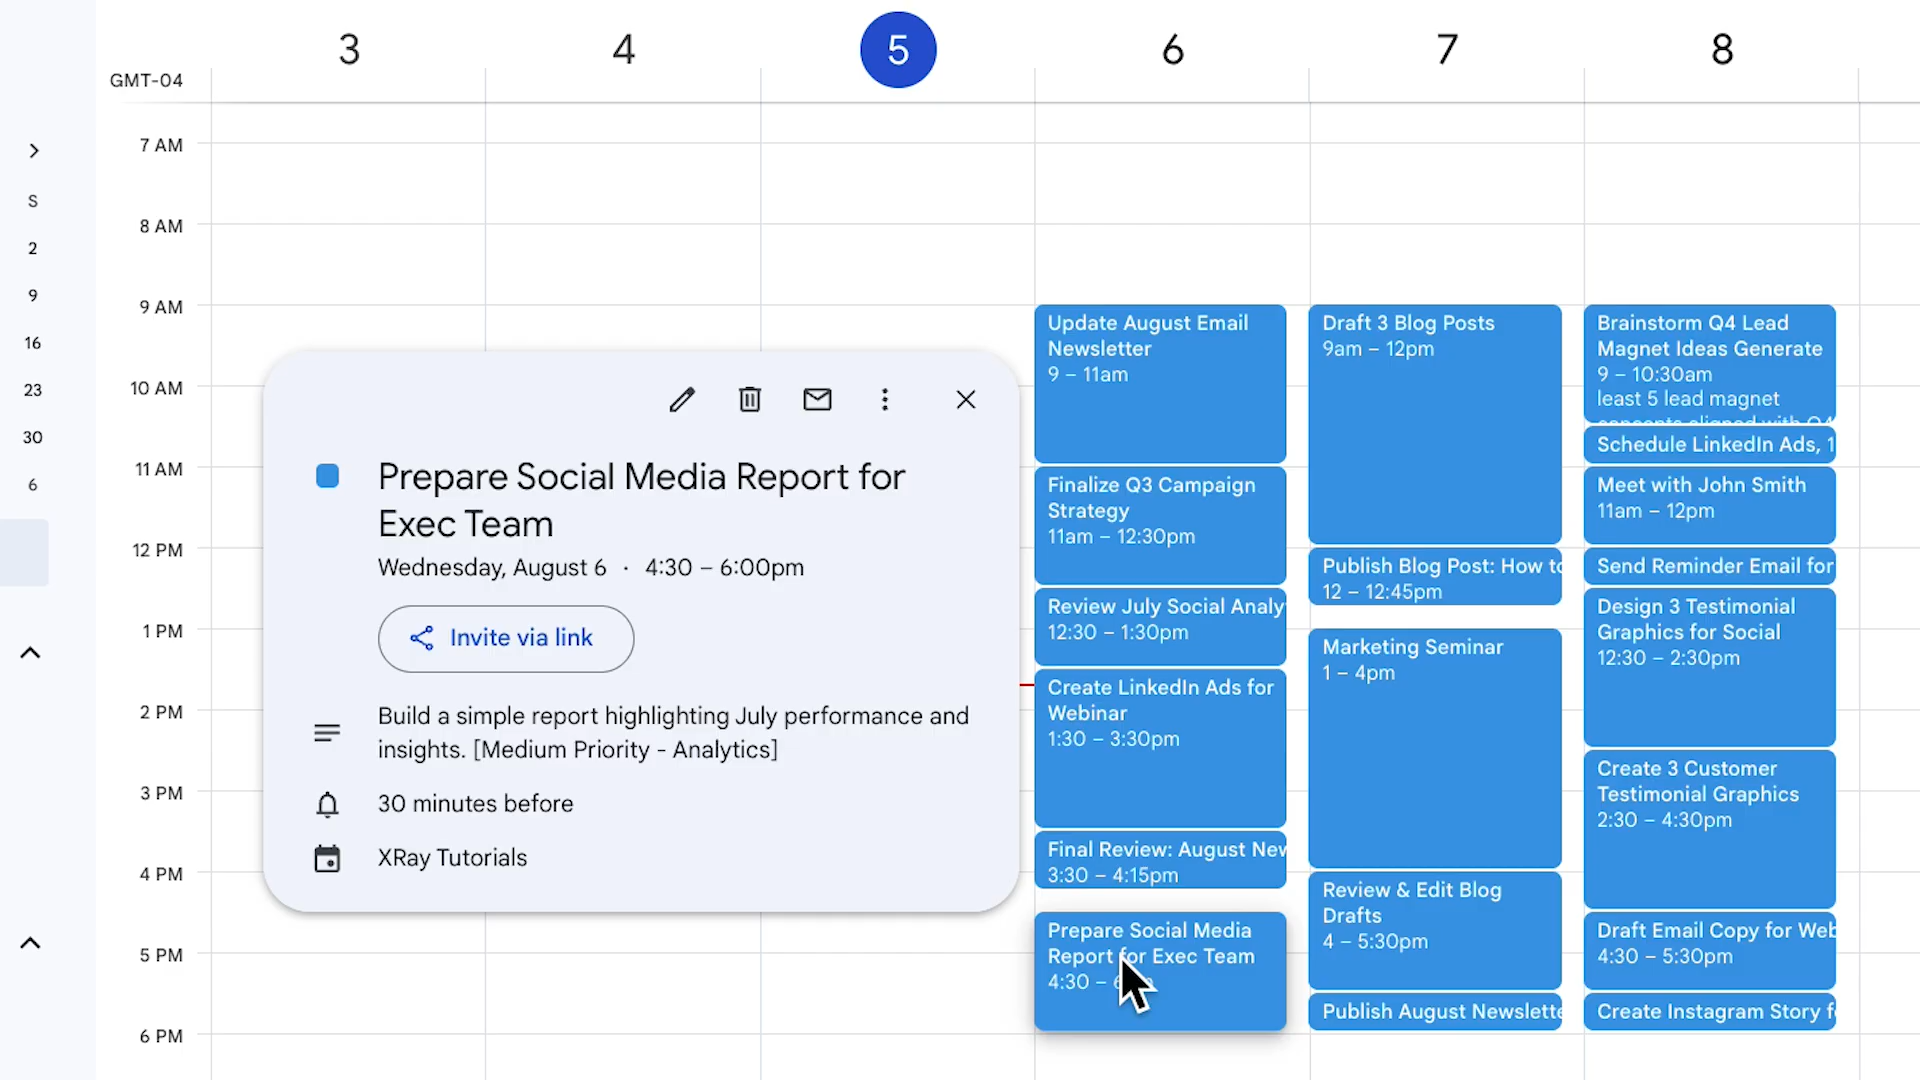 3
4
5
6
7
8
GMT-04
S
2
9
16
23
30
6
7 AM
8 AM
9 AM
10 AM
11 AM
12 PM
1 PM
2 PM
3 PM
4 PM
5 PM
6 PM
Prepare Social Media Report for
Exec Team
Wednesday, August 6 · 4:30 – 6:00pm
Invite via link
Build a simple report highlighting July performance and
insights. [Medium Priority - Analytics]
30 minutes before
XRay Tutorials
Update August Email
Newsletter
9 – 11am
Finalize Q3 Campaign
Strategy
11am – 12:30pm
Review July Social Analy
12:30 – 1:30pm
Create LinkedIn Ads for
Webinar
1:30 – 3:30pm
Final Review: August New
3:30 – 4:15pm
Prepare Social Media
Report for Exec Team
4:30 –
Draft 3 Blog Posts
9am – 12pm
Publish Blog Post: How to
12 – 12:45pm
Marketing Seminar
1 – 4pm
Review & Edit Blog
Drafts
4 – 5:30pm
Publish August Newslette
Brainstorm Q4 Lead
Magnet Ideas Generate
9 – 10:30am
least 5 lead magnet
concepts aligned with Q4
Schedule LinkedIn Ads, 1
Meet with John Smith
11am – 12pm
Send Reminder Email for
Design 3 Testimonial
Graphics for Social
12:30 – 2:30pm
Create 3 Customer
Testimonial Graphics
2:30 – 4:30pm
Draft Email Copy for Web
4:30 – 5:30pm
Create Instagram Story f